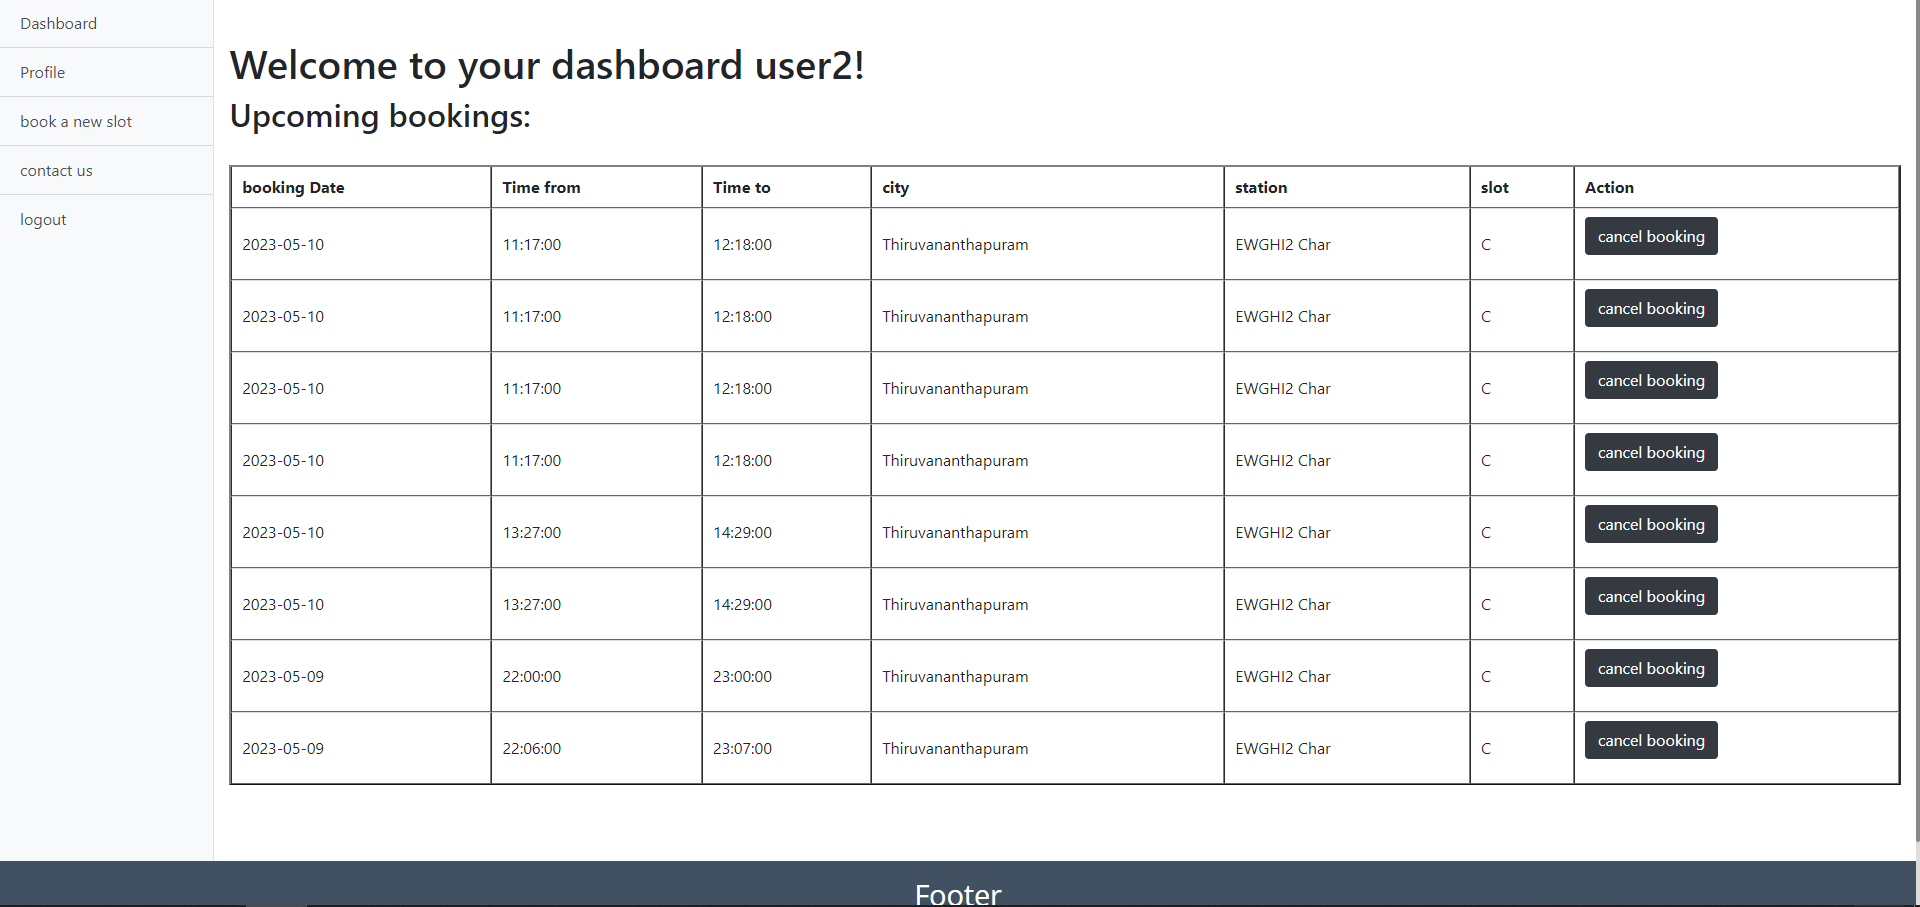 Dashboard
Profile
book a new slot
contact us
logout
Welcome to your dashboard user2!
Upcoming bookings:
booking Date Time from Time to city station slot Action
2023-05-10 11:17:00 12:18:00 Thiruvananthapuram EWGHI2 Char C cancel booking
2023-05-10 11:17:00 12:18:00 Thiruvananthapuram EWGHI2 Char C cancel booking
2023-05-10 11:17:00 12:18:00 Thiruvananthapuram EWGHI2 Char C cancel booking
2023-05-10 11:17:00 12:18:00 Thiruvananthapuram EWGHI2 Char C cancel booking
2023-05-10 13:27:00 14:29:00 Thiruvananthapuram EWGHI2 Char C cancel booking
2023-05-10 13:27:00 14:29:00 Thiruvananthapuram EWGHI2 Char C cancel booking
2023-05-09 22:00:00 23:00:00 Thiruvananthapuram EWGHI2 Char C cancel booking
2023-05-09 22:06:00 23:07:00 Thiruvananthapuram EWGHI2 Char C cancel booking
Footer